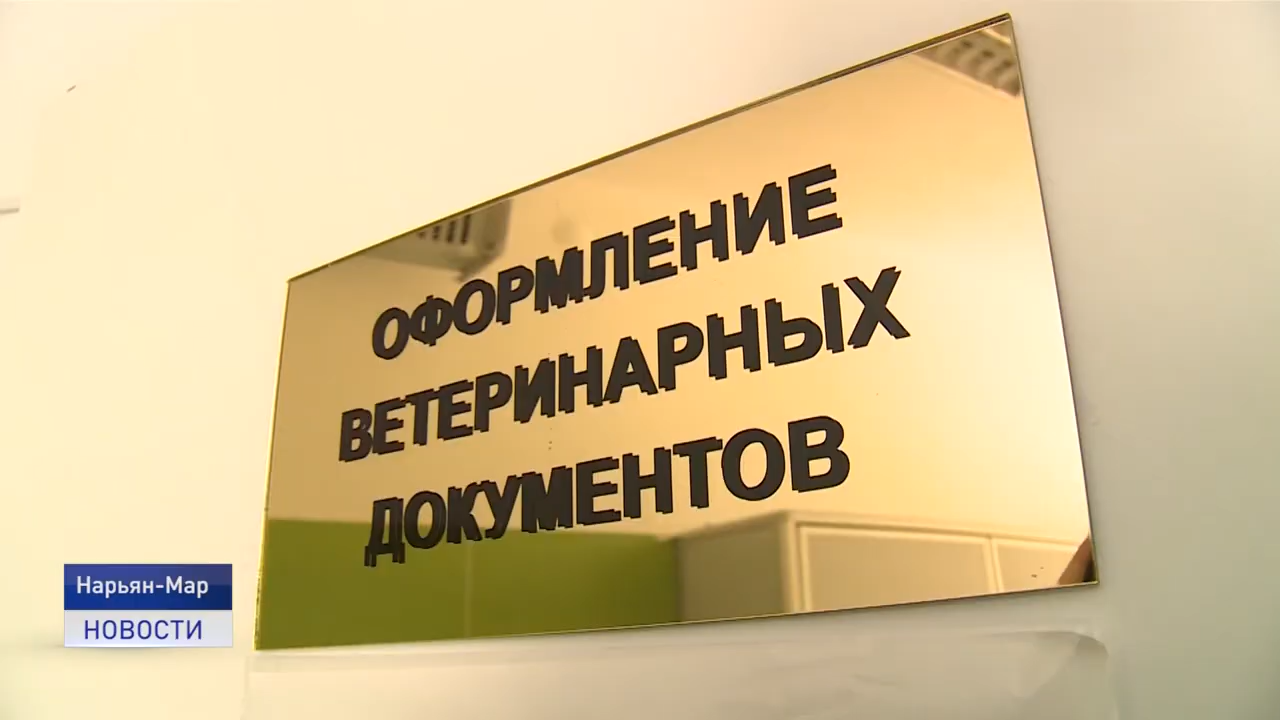 ОФОРМЛЕНИЕ
ВЕТЕРИНАРНЫХ
ДОКУМЕНТОВ
Нарьян-Мар
НОВОСТИ